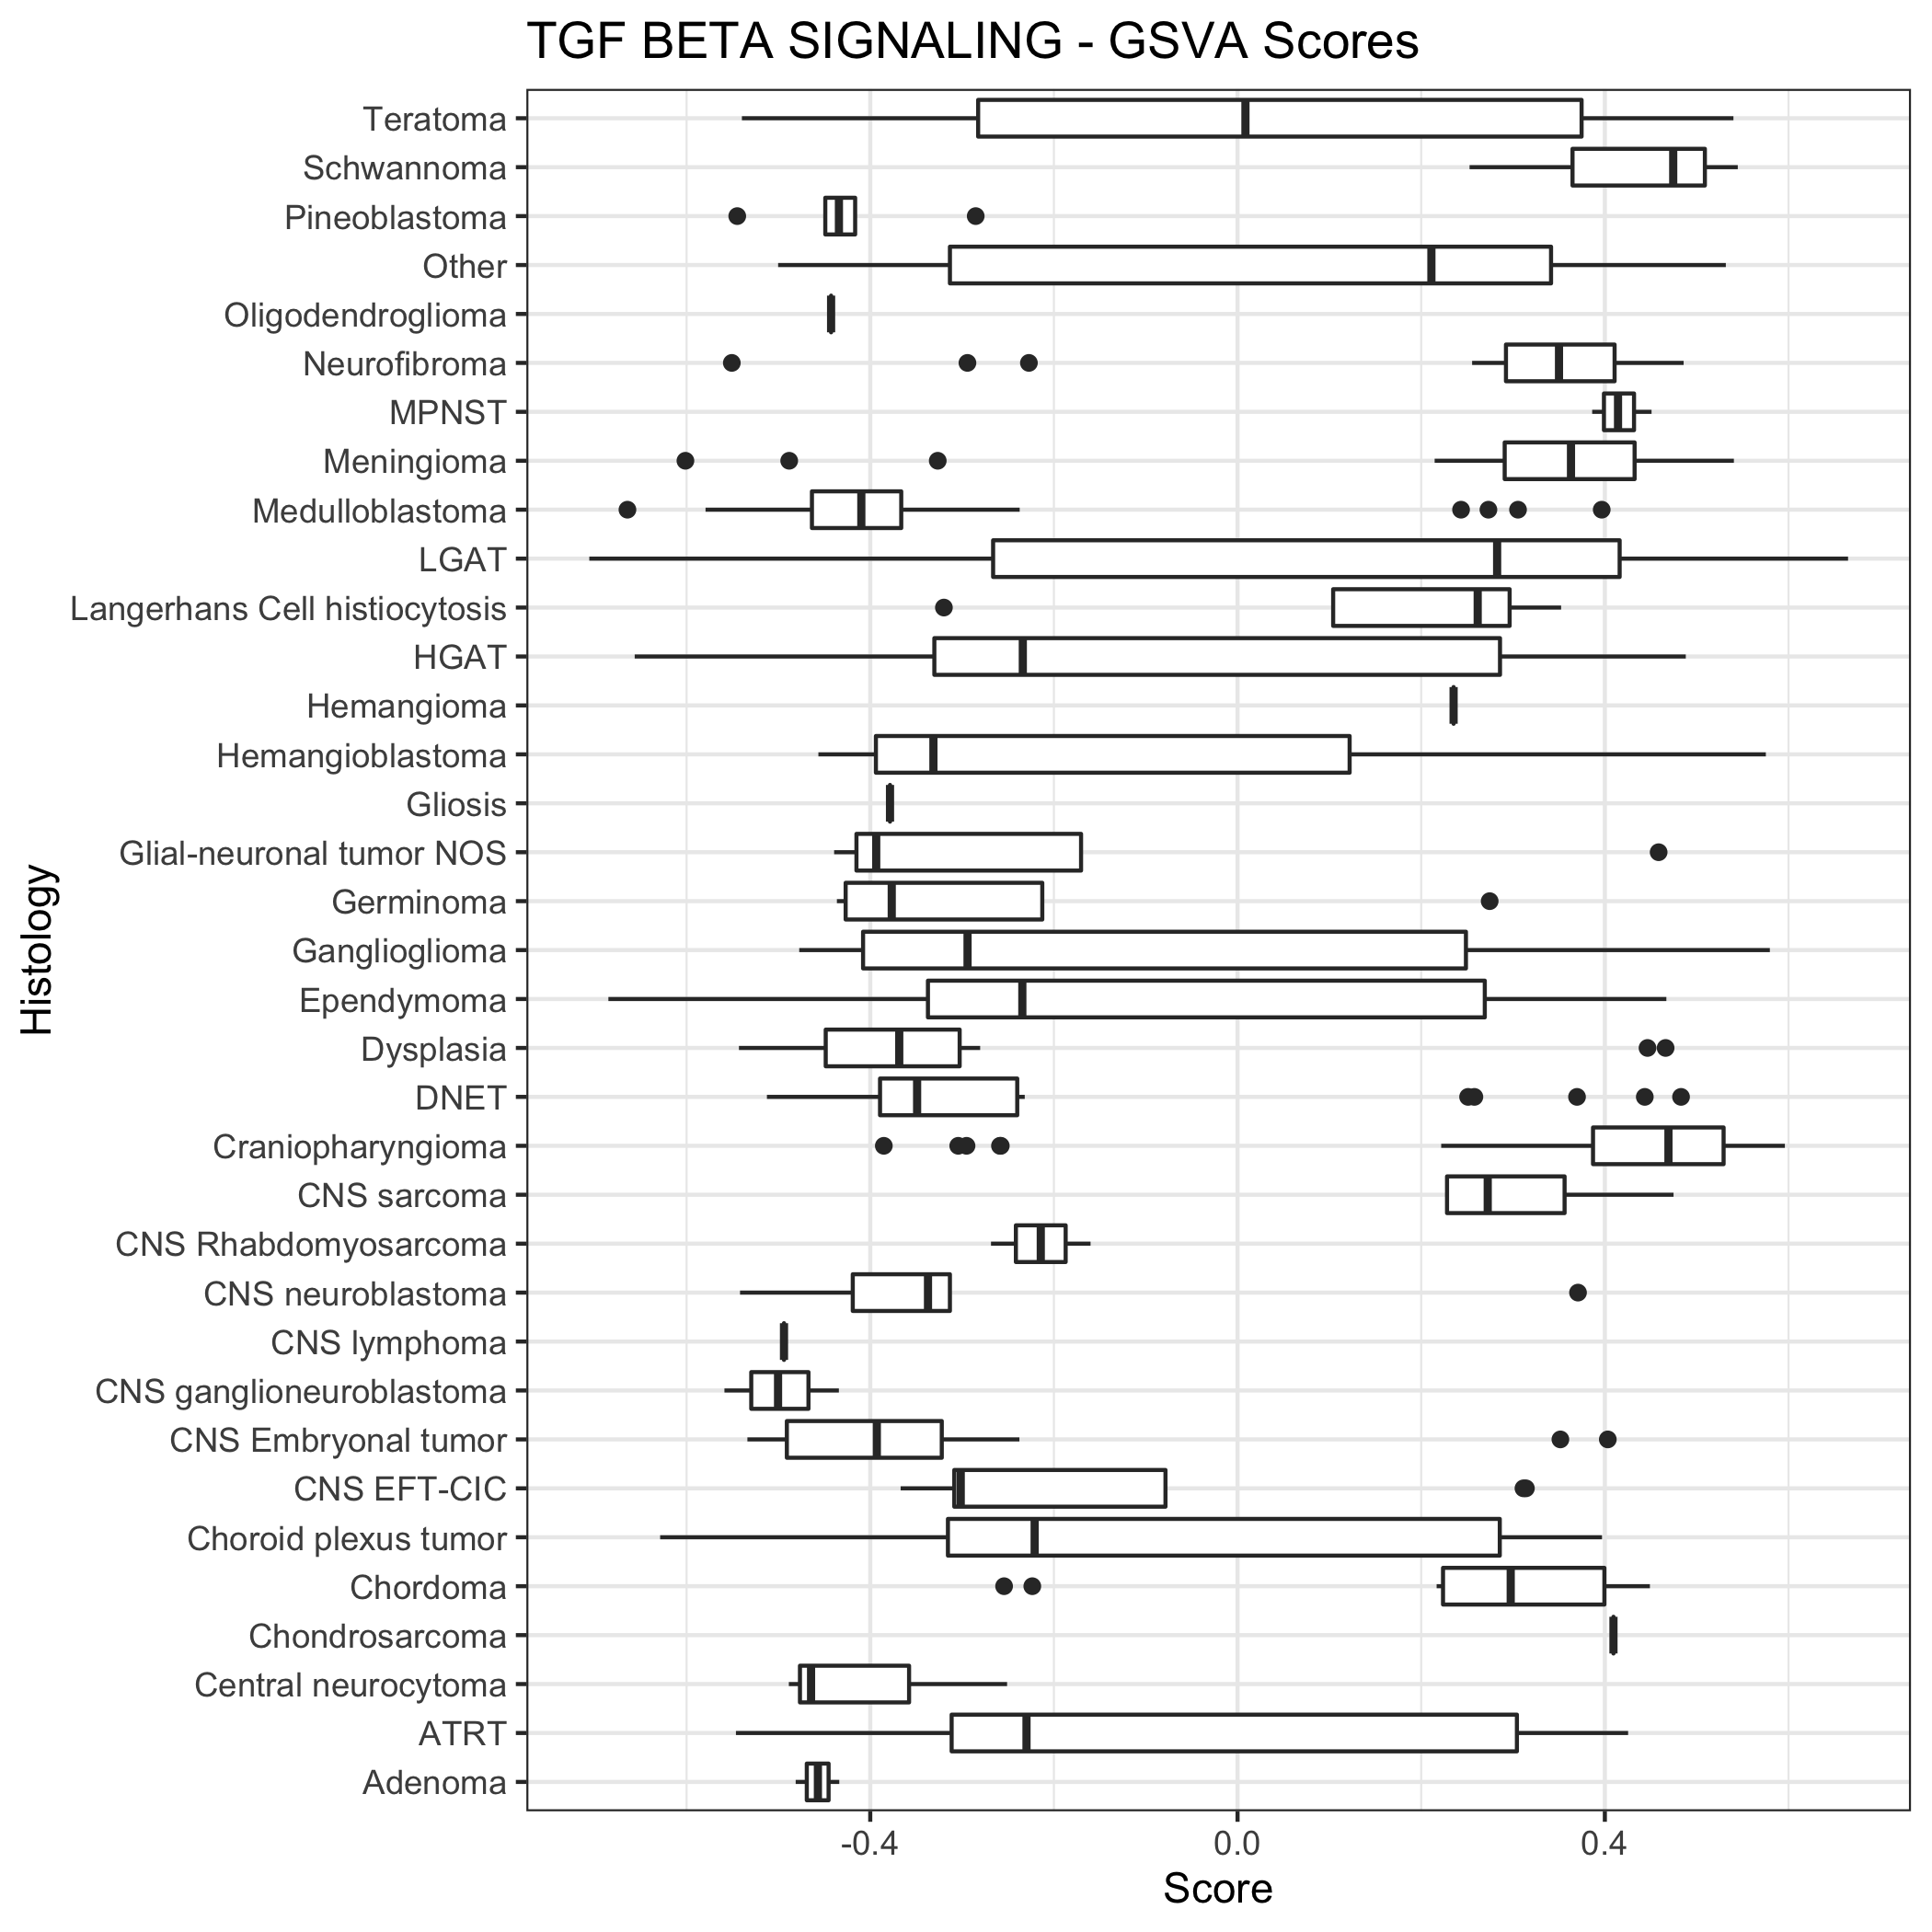 TGF BETA SIGNALING - GSVA Scores
Teratoma
Schwannoma
Pineoblastoma
Other
Oligodendroglioma
Neurofibroma
MPNST
Meningioma
Medulloblastoma
LGAT
Langerhans Cell histiocytosis
HGAT
Hemangioma
Hemangioblastoma
Gliosis
Glial-neuronal tumor NOS
Germinoma
Ganglioglioma
Ependymoma
Dysplasia
DNET
Craniopharyngioma
CNS sarcoma
CNS Rhabdomyosarcoma
CNS neuroblastoma
CNS lymphoma
CNS ganglioneuroblastoma
CNS Embryonal tumor
CNS EFT-CIC
Choroid plexus tumor
Chordoma
Chondrosarcoma
Central neurocytoma
ATRT
Adenoma
Histology
-0.4 0.0 0.4
Score